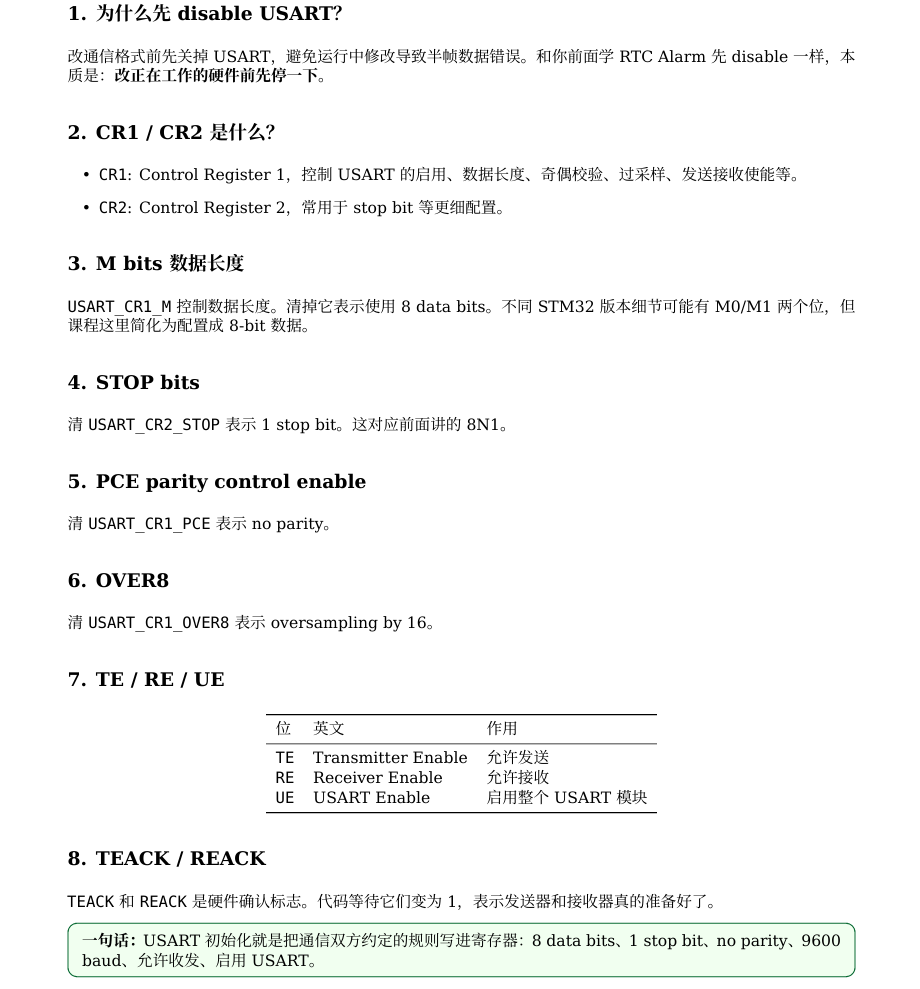 1. 为什么先 disable USART？
改通信格式前先关掉 USART，避免运行中修改导致半帧数据错误。和你前面学 RTC Alarm 先 disable 一样，本
质是：改正在工作的硬件前先停一下。
2. CR1 / CR2 是什么？
• CR1: Control Register 1，控制 USART 的启用、数据长度、奇偶校验、过采样、发送接收使能等。
• CR2: Control Register 2，常用于 stop bit 等更细配置。
3. M bits 数据长度
USART_CR1_M 控制数据长度。清掉它表示使用 8 data bits。不同 STM32 版本细节可能有 M0/M1 两个位，但
课程这里简化为配置成 8-bit 数据。
4. STOP bits
清 USART_CR2_STOP 表示 1 stop bit。这对应前面讲的 8N1。
5. PCE parity control enable
清 USART_CR1_PCE 表示 no parity。
6. OVER8
清 USART_CR1_OVER8 表示 oversampling by 16。
7. TE / RE / UE
位 英文 作用
TE Transmitter Enable 允许发送
RE Receiver Enable 允许接收
UE USART Enable 启用整个 USART 模块
8. TEACK / REACK
TEACK 和 REACK 是硬件确认标志。代码等待它们变为 1，表示发送器和接收器真的准备好了。
一句话：USART 初始化就是把通信双方约定的规则写进寄存器：8 data bits、1 stop bit、no parity、9600
baud、允许收发、启用 USART。